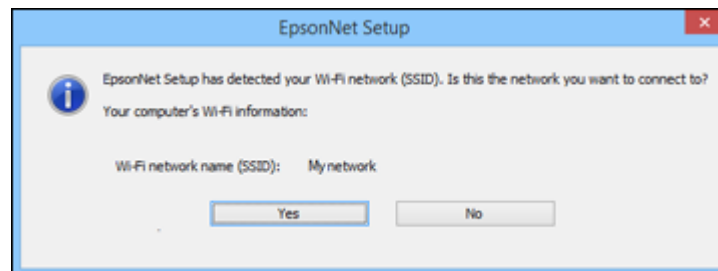 EpsonNet Setup
EpsonNet Setup has detected your Wi-Fi network (SSID). Is this the network you want to connect to?
Your computer's Wi-Fi information:
Wi-Fi network name (SSID): My network
Yes No